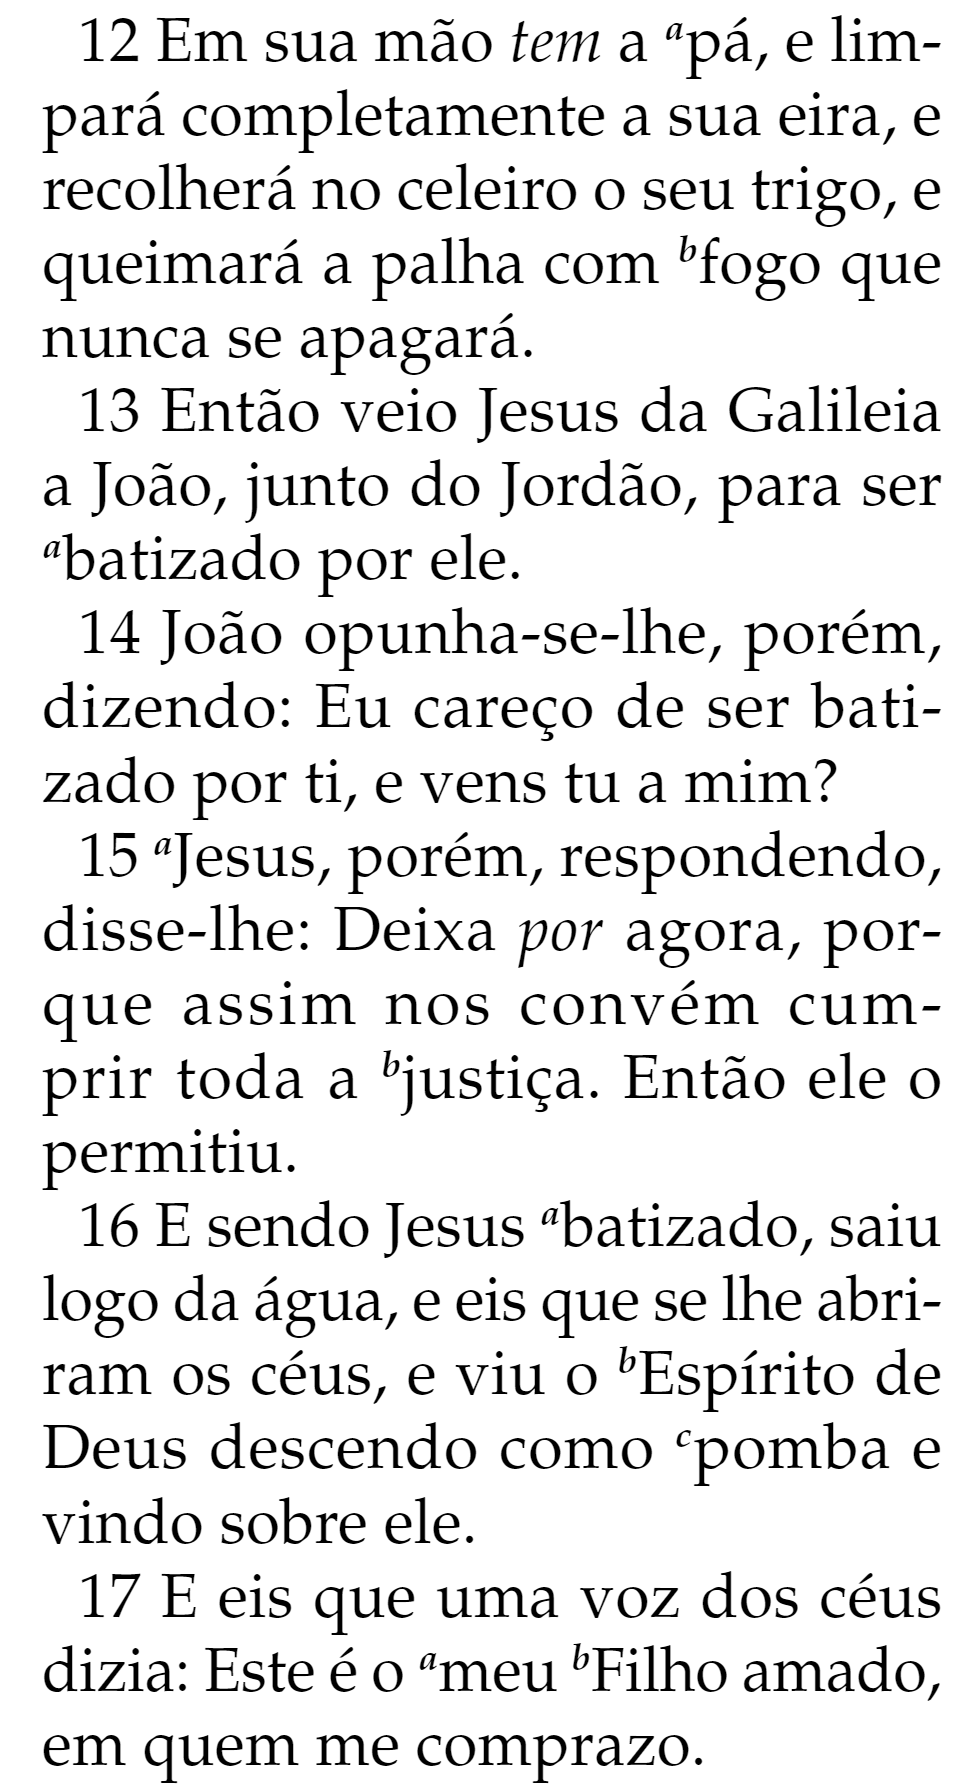 12 Em sua mão tem a ᵃpá, e lim-
pará completamente a sua eira, e
recolherá no celeiro o seu trigo, e
queimará a palha com ᵇfogo que
nunca se apagará.
13 Então veio Jesus da Galileia
a João, junto do Jordão, para ser
ᵃbatizado por ele.
14 João opunha-se-lhe, porém,
dizendo: Eu careço de ser bati-
zado por ti, e vens tu a mim?
15 ᵃJesus, porém, respondendo,
disse-lhe: Deixa por agora, por-
que assim nos convém cum-
prir toda a ᵇjustiça. Então ele o
permitiu.
16 E sendo Jesus ᵃbatizado, saiu
logo da água, e eis que se lhe abri-
ram os céus, e viu o ᵇEspírito de
Deus descendo como ᶜpomba e
vindo sobre ele.
17 E eis que uma voz dos céus
dizia: Este é o ᵃmeu ᵇFilho amado,
em quem me comprazo.